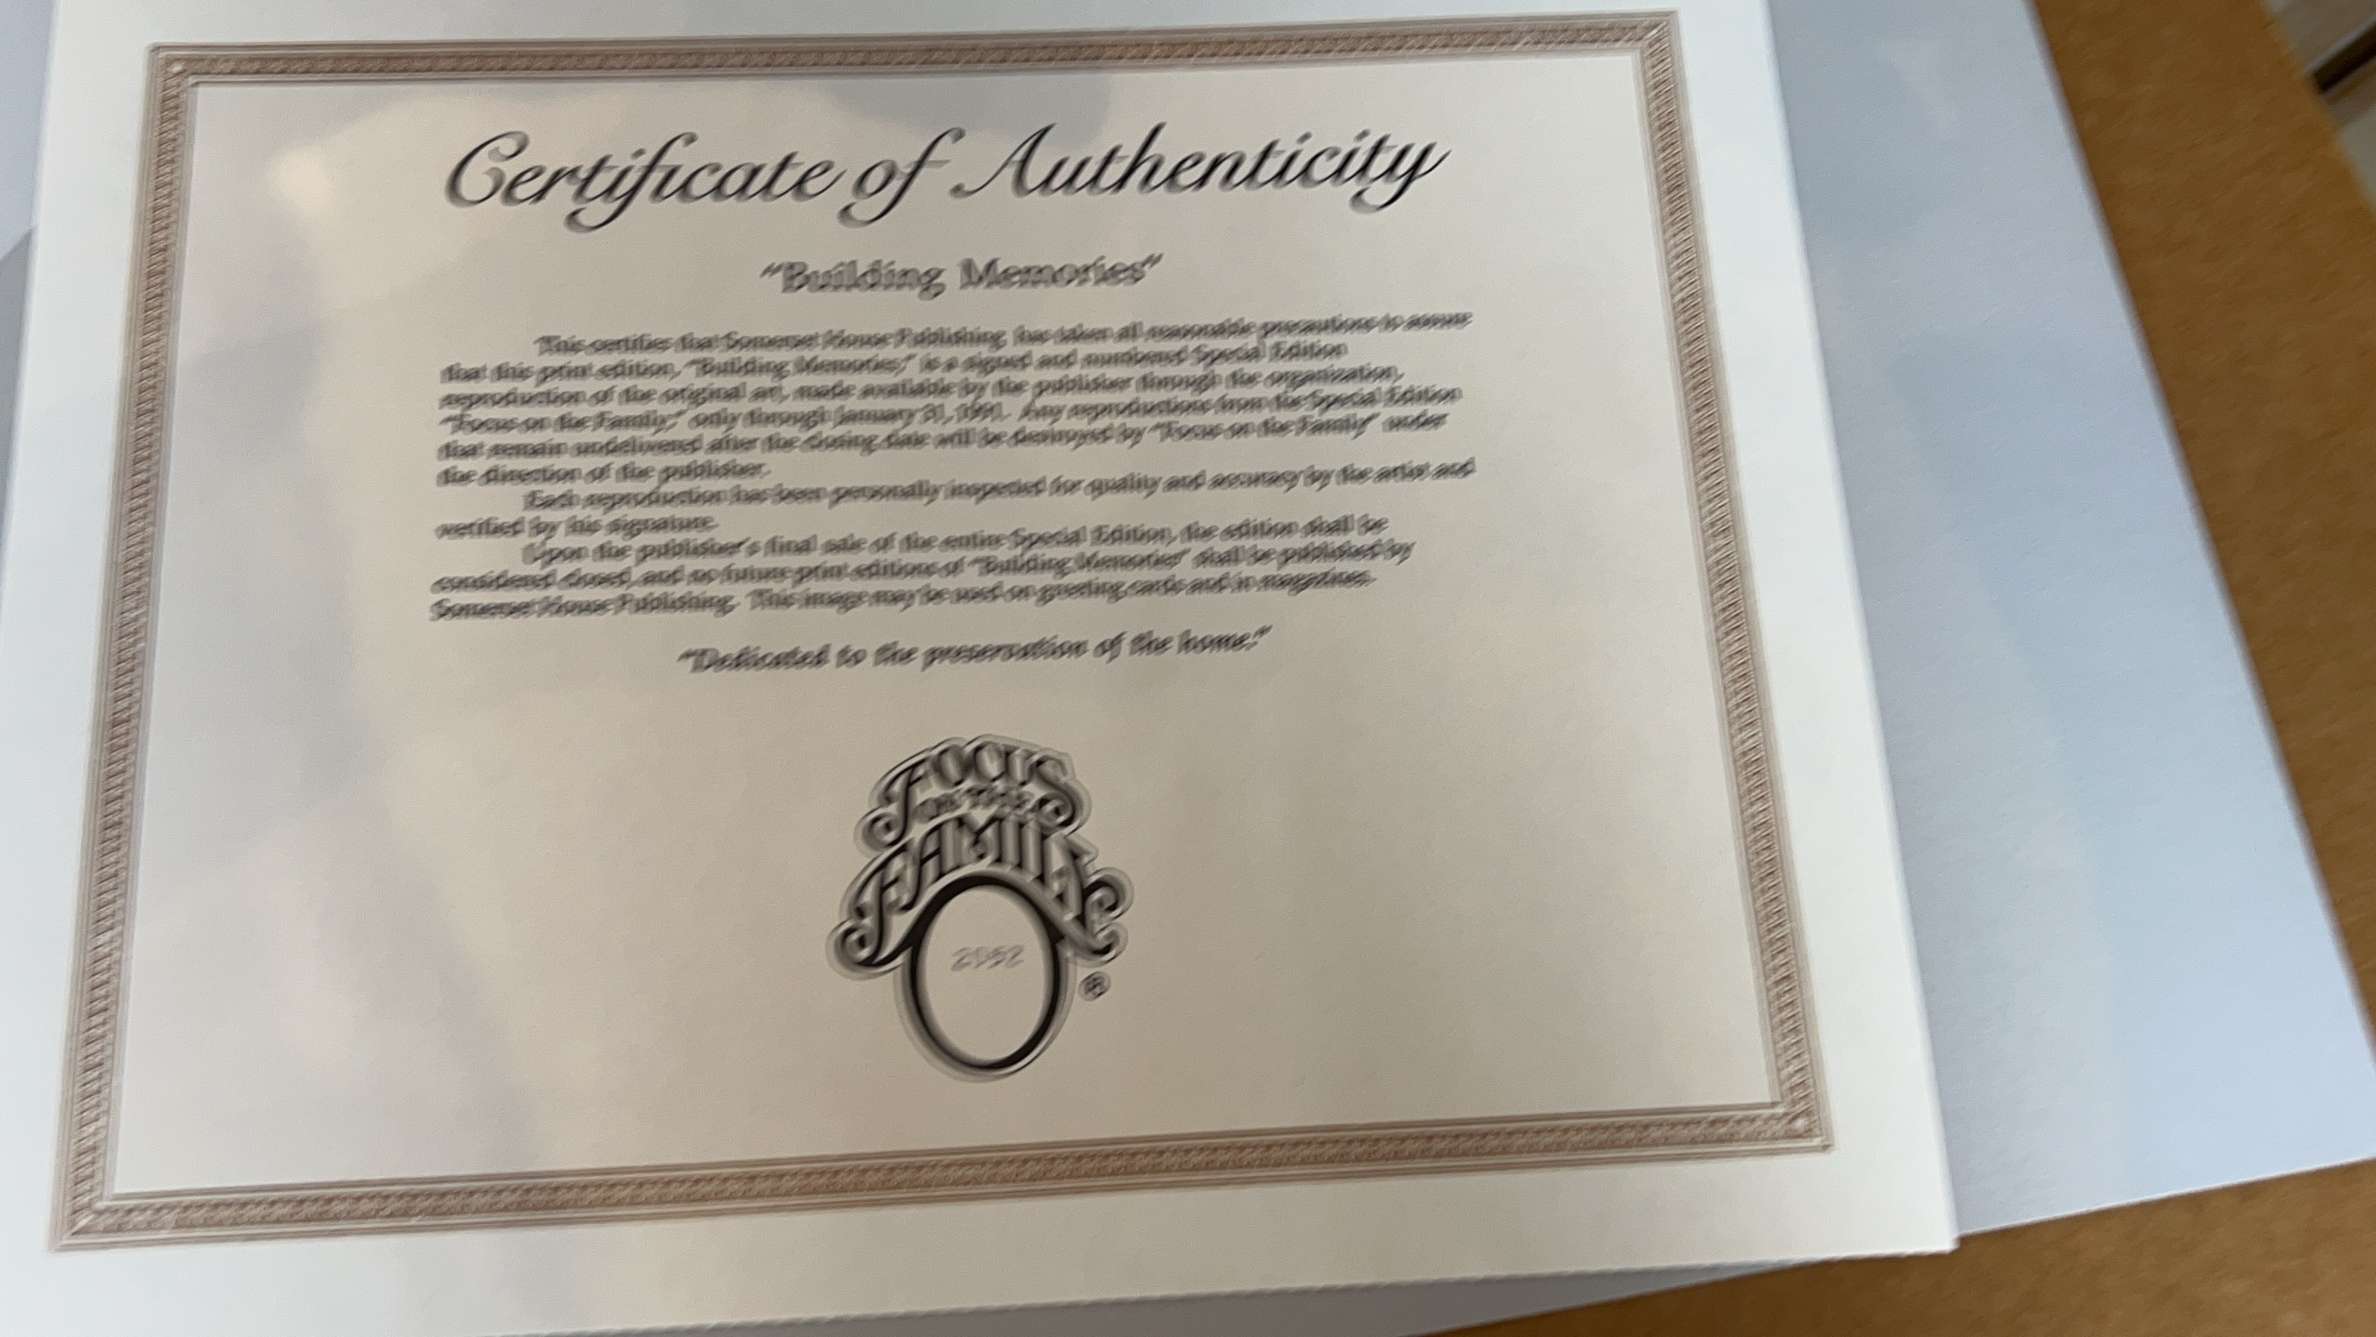 Certificate of Authenticity
"Building Memories"
This certifies that Somerset House Publishing has taken all reasonable precautions to assure
that this print edition, "Building Memories," is a signed and numbered Special Edition
reproduction of the original art, made available by the publisher through the organization,
"Focus on the Family," only through January 31, Any reproductions from the Special Edition
that remain undelivered after the closing date will be destroyed by "Focus on the Family" under
the direction of the publisher.
Each reproduction has been personally inspected for quality and accuracy by the artist and
verified by his signature.
Upon the publisher's final sale of the entire Special Edition, the edition shall be
considered closed, and no future print editions of "Building Memories" shall be published by
Somerset House Publishing. This image may be used on greeting cards and/or
"Dedicated to the preservation of the home."
FOCUS
ON THE
FAMILY
®